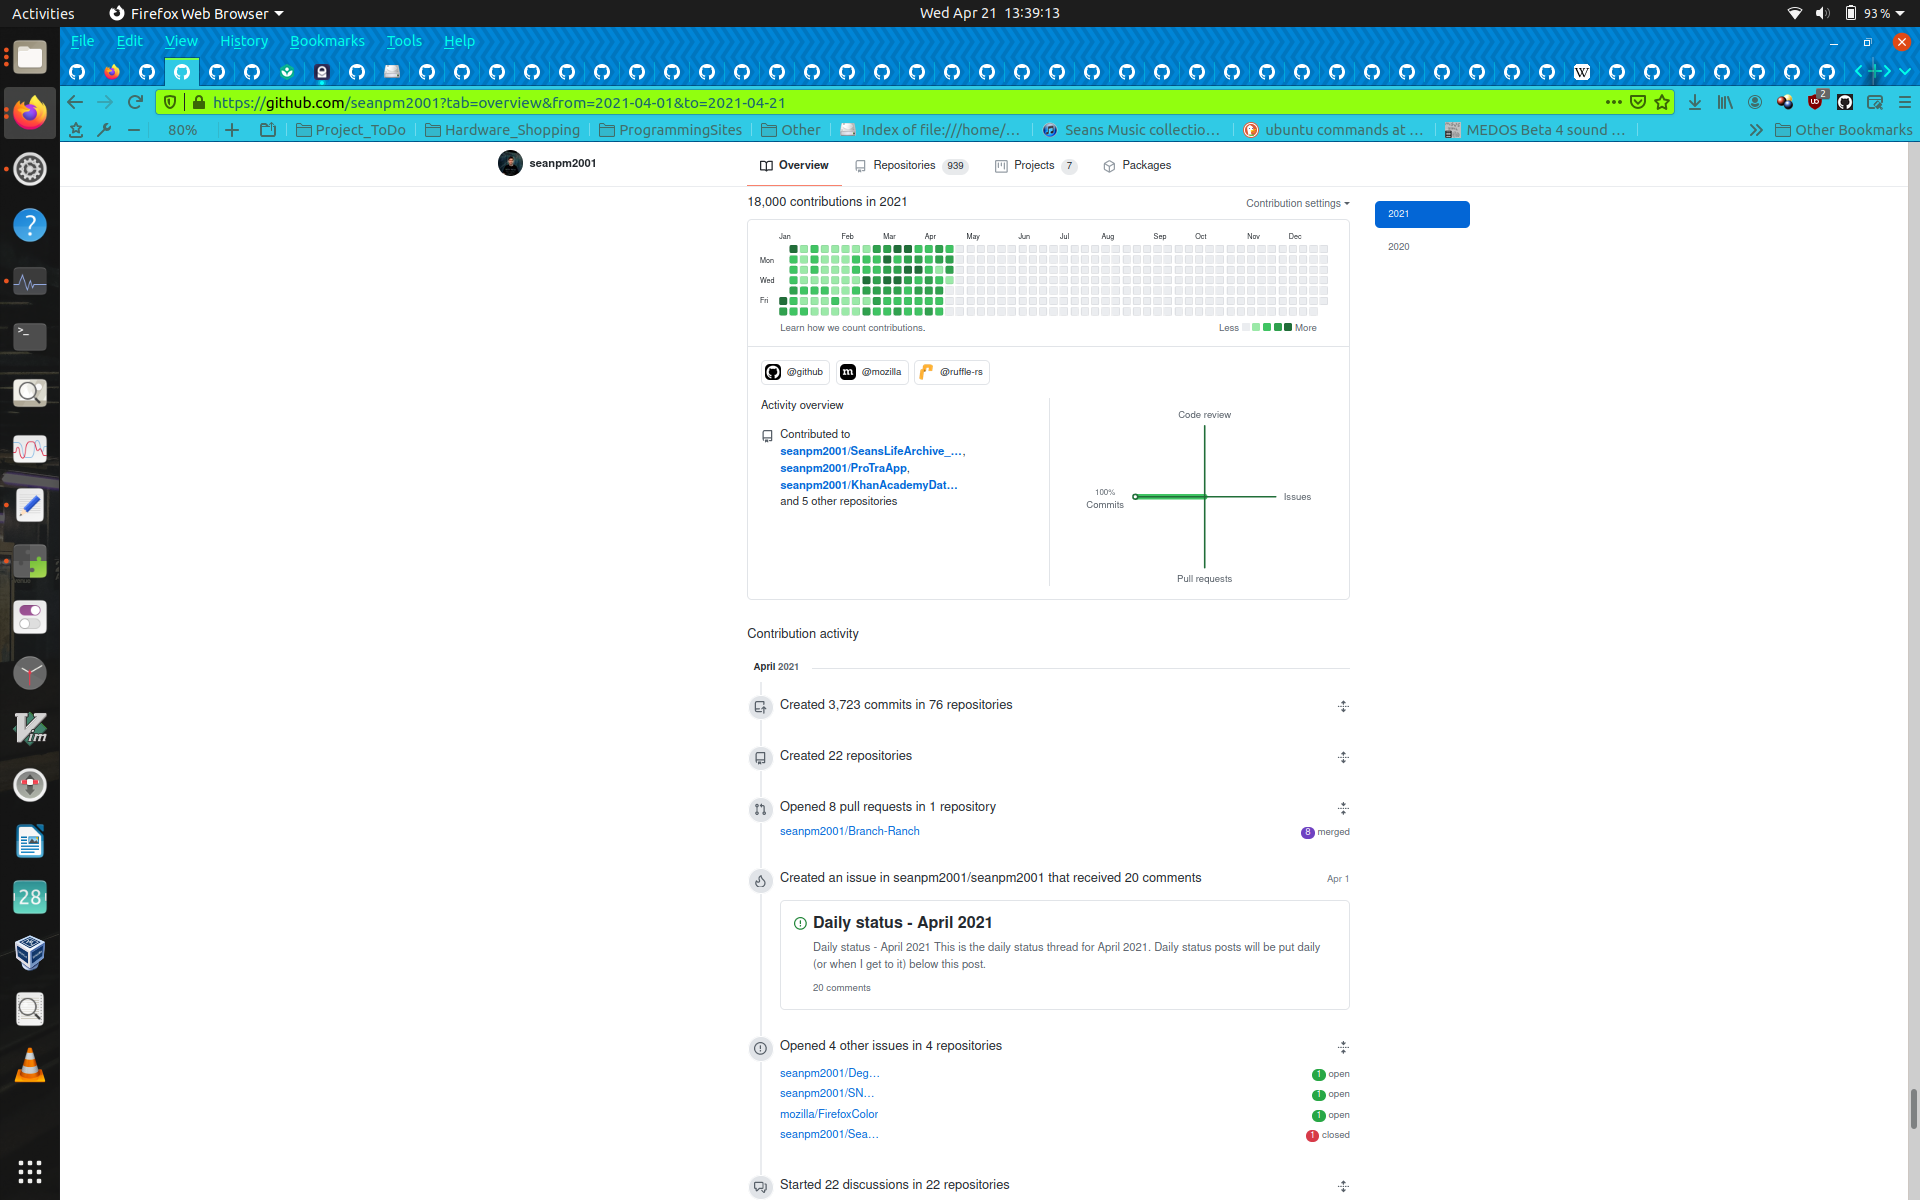 Activities Firefox Web Browser Wed Apr 21 13:39:13 93 %
File Edit View History Bookmarks Tools Help
https://github.com/seanpm2001?tab=overview&from=2021-04-01&to=2021-04-21 2
80% Project_ToDo Hardware_Shopping ProgrammingSites Other Index of file:///home/… Seans Music collectio… ubuntu commands at … MEDOS Beta 4 sound … Other Bookmarks
seanpm2001 Overview Repositories 939 Projects 7 Packages
18,000 contributions in 2021 Contribution settings
2021
2020
Jan Feb Mar Apr May Jun Jul Aug Sep Oct Nov Dec
Mon
Wed
Fri
Learn how we count contributions. Less More
@github @mozilla @ruffle-rs
Activity overview
Contributed to
seanpm2001/SeansLifeArchive_…,
seanpm2001/ProTraApp,
seanpm2001/KhanAcademyDat…
and 5 other repositories
Code review
100%
Commits
Issues
Pull requests
Contribution activity
April 2021
Created 3,723 commits in 76 repositories
Created 22 repositories
Opened 8 pull requests in 1 repository
seanpm2001/Branch-Ranch 8 merged
Created an issue in seanpm2001/seanpm2001 that received 20 comments Apr 1
Daily status - April 2021
Daily status - April 2021 This is the daily status thread for April 2021. Daily status posts will be put daily
(or when I get to it) below this post.
20 comments
Opened 4 other issues in 4 repositories
seanpm2001/Deg… 1 open
seanpm2001/SN… 1 open
mozilla/FirefoxColor 1 open
seanpm2001/Sea… 1 closed
Started 22 discussions in 22 repositories
28